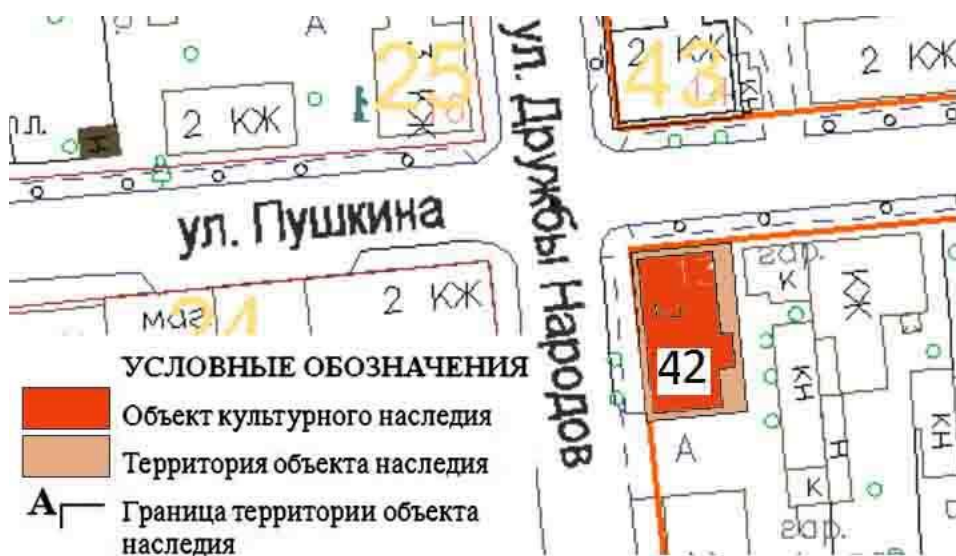 А
25
43
2 КЖ
2 КЖ
2 КЖ
КЖ
КН
пл.
Н
ул. Дружбы Народов
ул. Пушкина
гар.
К
КЖ
2 КЖ
маг
24
42
КН
Н
КН
А
К
гар.
УСЛОВНЫЕ ОБОЗНАЧЕНИЯ
Объект культурного наследия
Территория объекта наследия
А
Граница территории объекта
наследия